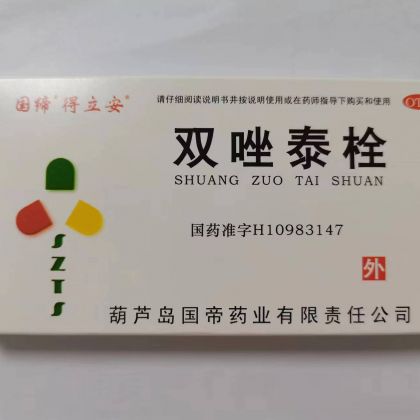 国缔®得立安®
请仔细阅读说明书并按说明使用或在药师指导下购买和使用
OT
双唑泰栓
SHUANG ZUO TAI SHUAN
国药准字H10983147
SZTS
外
葫芦岛国帝药业有限责任公司